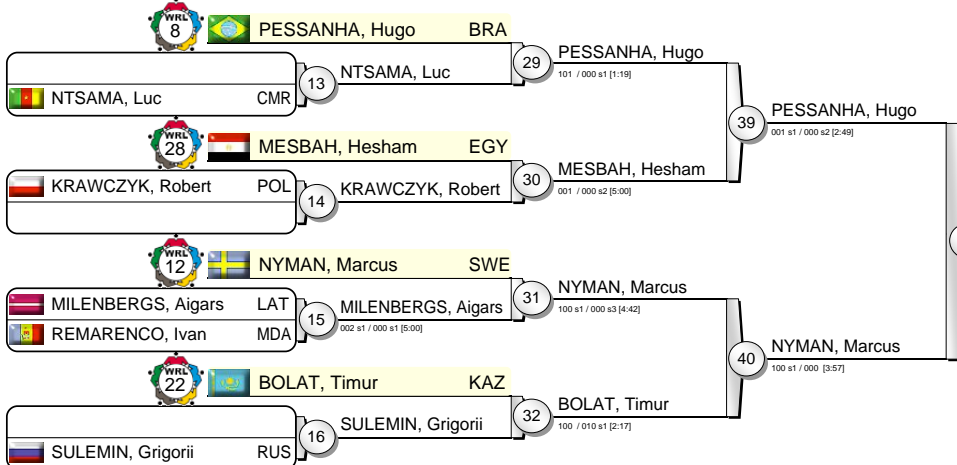 WRL
8
PESSANHA, Hugo BRA
NTSAMA, Luc CMR
13
NTSAMA, Luc
29
PESSANHA, Hugo
101 / 000 s1 [1:19]
WRL
28
MESBAH, Hesham EGY
KRAWCZYK, Robert POL
14
KRAWCZYK, Robert
30
MESBAH, Hesham
001 / 000 s2 [5:00]
39
PESSANHA, Hugo
001 s1 / 000 s2 [2:49]
WRL
12
NYMAN, Marcus SWE
MILENBERGS, Aigars LAT
REMARENCO, Ivan MDA
15
MILENBERGS, Aigars
002 s1 / 000 s1 [5:00]
31
NYMAN, Marcus
100 s1 / 000 s3 [4:42]
WRL
22
BOLAT, Timur KAZ
SULEMIN, Grigorii RUS
16
SULEMIN, Grigorii
32
BOLAT, Timur
100 / 010 s1 [2:17]
40
NYMAN, Marcus
100 s1 / 000 [3:57]